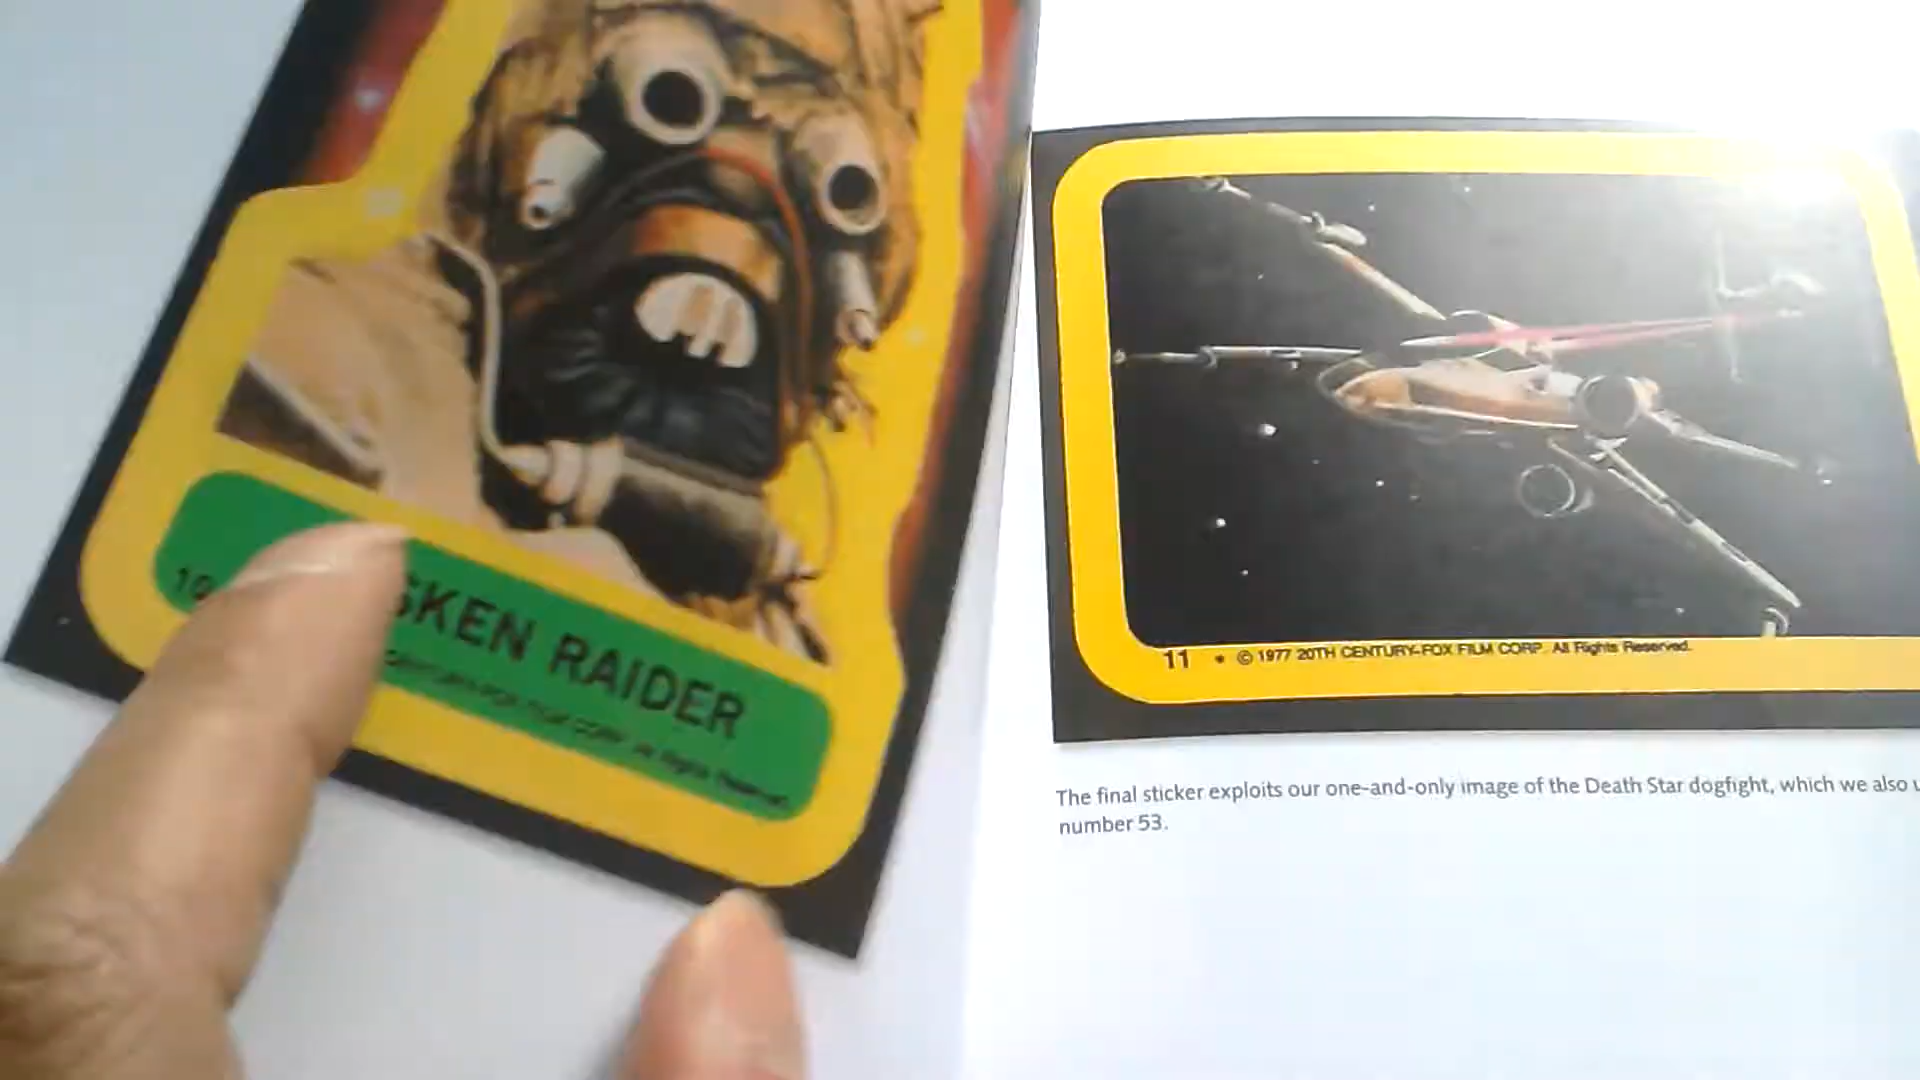 10 SKEN RAIDER
11 • © 1977 20TH CENTURY-FOX FILM CORP. All Rights Reserved.
The final sticker exploits our one-and-only image of the Death Star dogfight, which we also u
number 53.